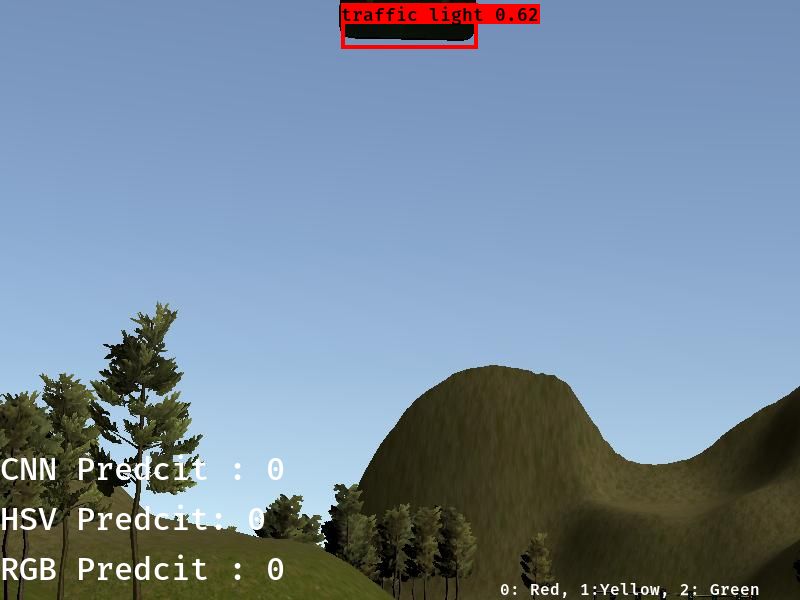 traffic light 0.62
CNN Predcit : 0
HSV Predcit: 0
RGB Predcit : 0
0: Red, 1:Yellow, 2: Green